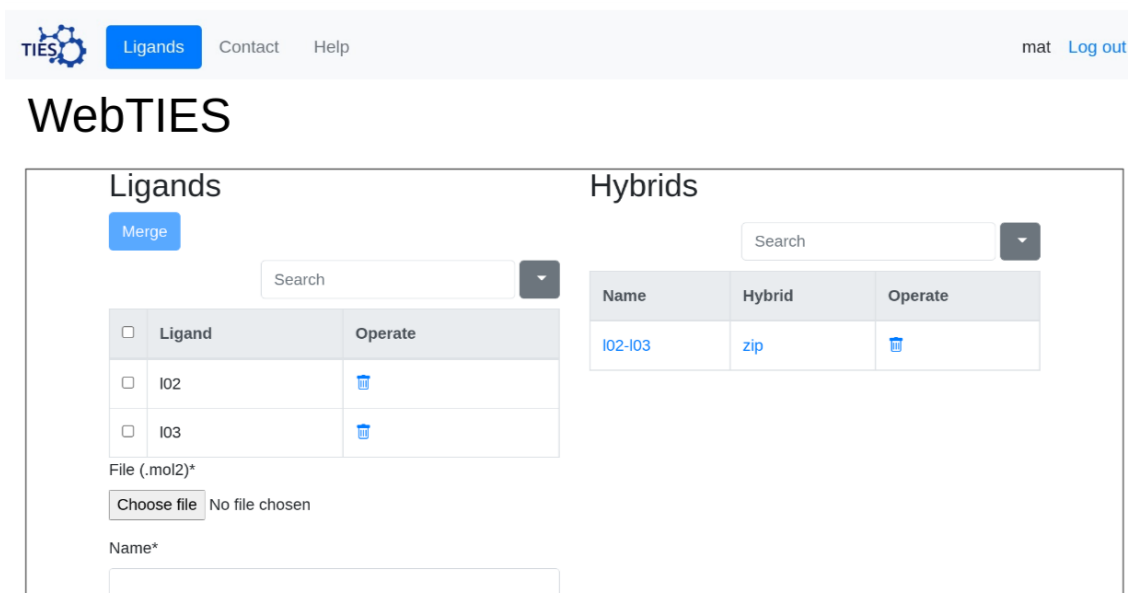 TIES
Ligands Contact Help mat Log out
WebTIES
Ligands
Merge
Search
Ligand Operate
l02
l03
File (.mol2)*
Choose file No file chosen
Name*
Hybrids
Search
Name Hybrid Operate
l02-l03 zip